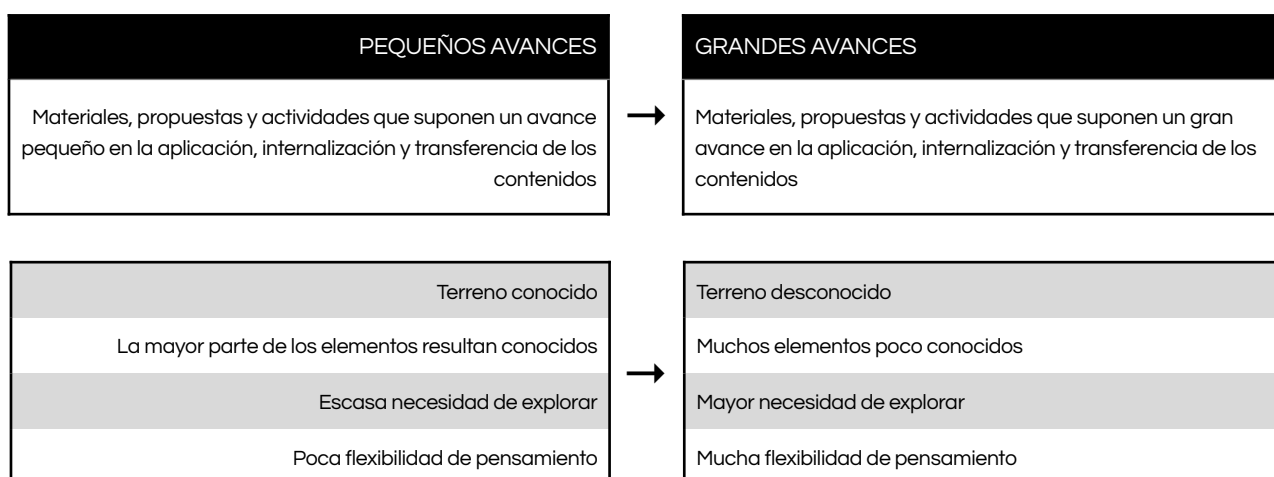 PEQUEÑOS AVANCES
Materiales, propuestas y actividades que suponen un avance
pequeño en la aplicación, internalización y transferencia de los
contenidos
GRANDES AVANCES
Materiales, propuestas y actividades que suponen un gran
avance en la aplicación, internalización y transferencia de los
contenidos
Terreno conocido
Terreno desconocido
La mayor parte de los elementos resultan conocidos
Muchos elementos poco conocidos
Escasa necesidad de explorar
Mayor necesidad de explorar
Poca flexibilidad de pensamiento
Mucha flexibilidad de pensamiento